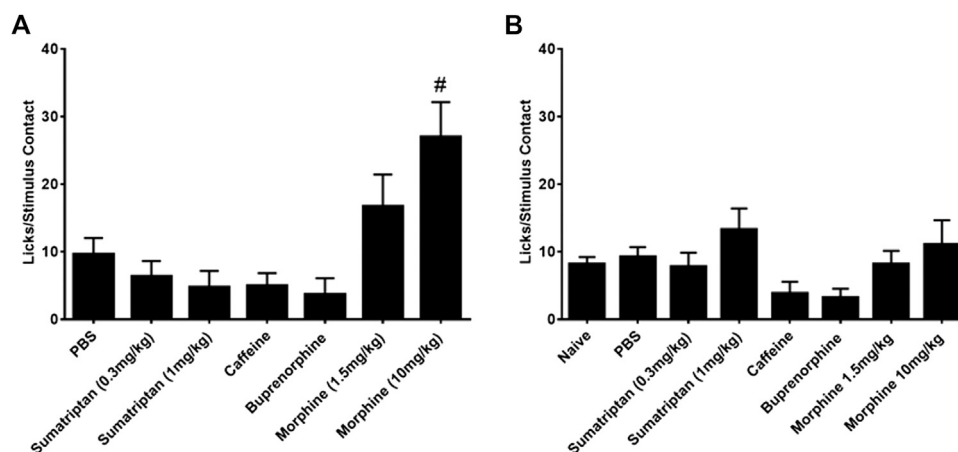 A
Licks/Stimulus Contact
40
30
20
10
0
#
PBS
Sumatriptan (0.3mg/kg)
Sumatriptan (1mg/kg)
Caffeine
Buprenorphine
Morphine (1.5mg/kg)
Morphine (10mg/kg)
B
Licks/Stimulus Contact
40
30
20
10
0
Naive
PBS
Sumatriptan (0.3mg/kg)
Sumatriptan (1mg/kg)
Caffeine
Buprenorphine
Morphine 1.5mg/kg
Morphine 10mg/kg